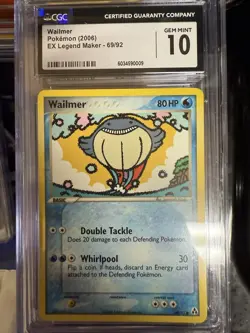 CGC
CERTIFIED GUARANTY COMPANY
Wailmer
Pokémon (2006)
EX Legend Maker - 69/92
GEM MINT
10
6034690009
Wailmer
80 HP
Double Tackle
Does 20 damage to each Defending Pokémon.
Whirlpool 30
Flip a coin. If heads, discard an Energy card
attached to the Defending Pokémon.